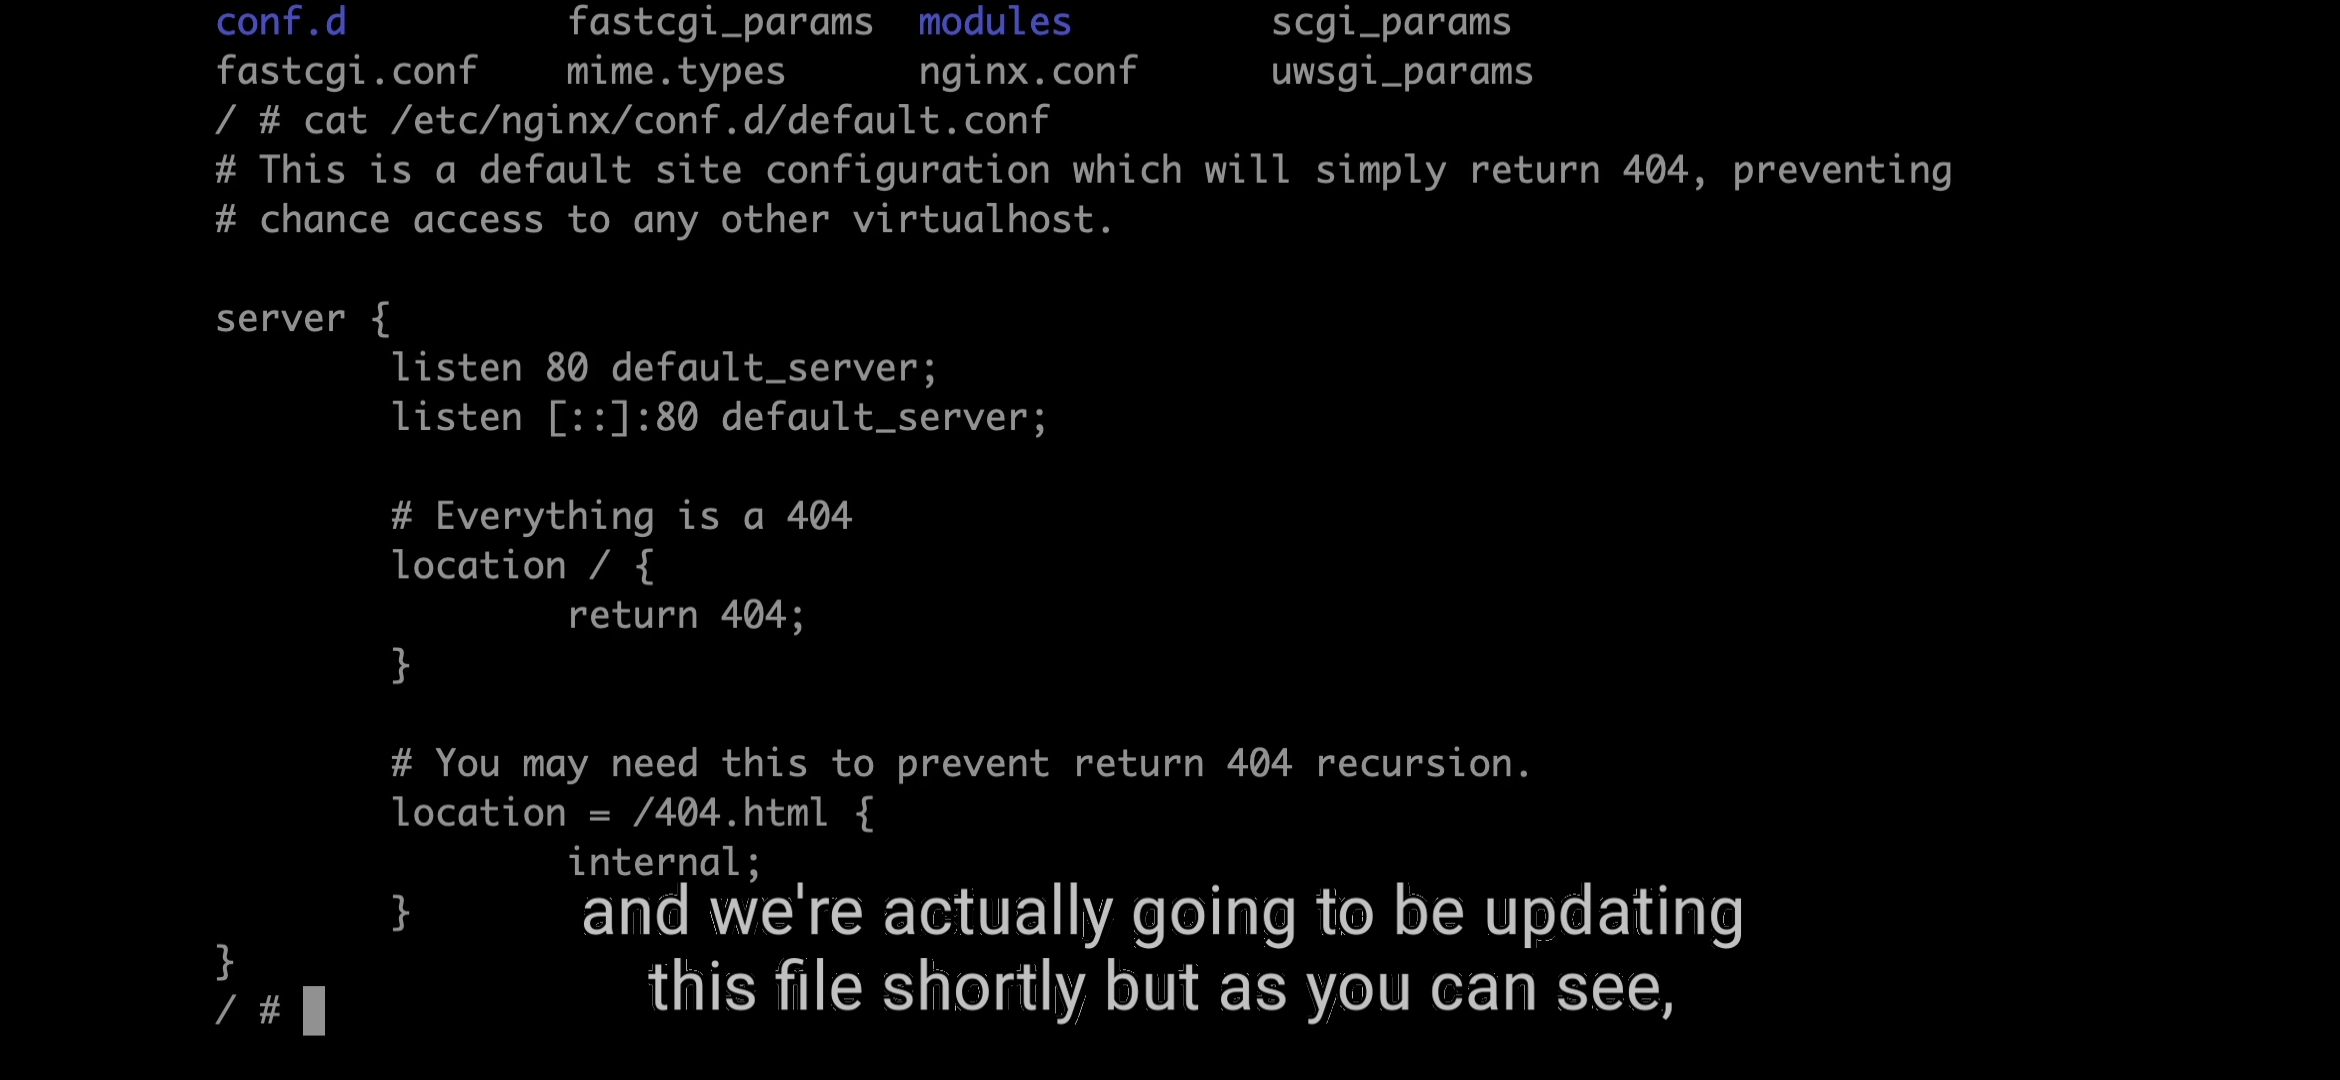 conf.d fastcgi_params modules scgi_params
fastcgi.conf mime.types nginx.conf uwsgi_params
/ # cat /etc/nginx/conf.d/default.conf
# This is a default site configuration which will simply return 404, preventing
# chance access to any other virtualhost.
server {
listen 80 default_server;
listen [::]:80 default_server;
# Everything is a 404
location / {
return 404;
}
# You may need this to prevent return 404 recursion.
location = /404.html {
internal;
}
}
/ #
and we're actually going to be updating
this file shortly but as you can see,